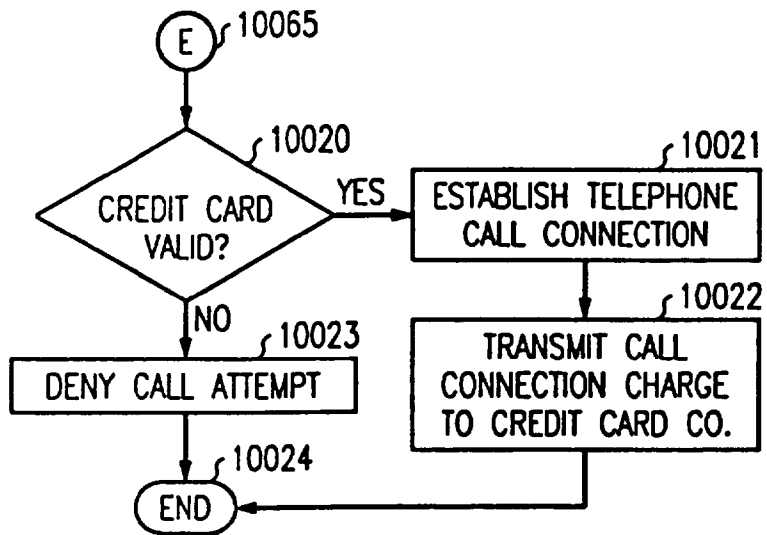 E
10065
10020
CREDIT CARD
VALID?
YES
10021
ESTABLISH TELEPHONE
CALL CONNECTION
10022
TRANSMIT CALL
CONNECTION CHARGE
TO CREDIT CARD CO.
NO
10023
DENY CALL ATTEMPT
10024
END